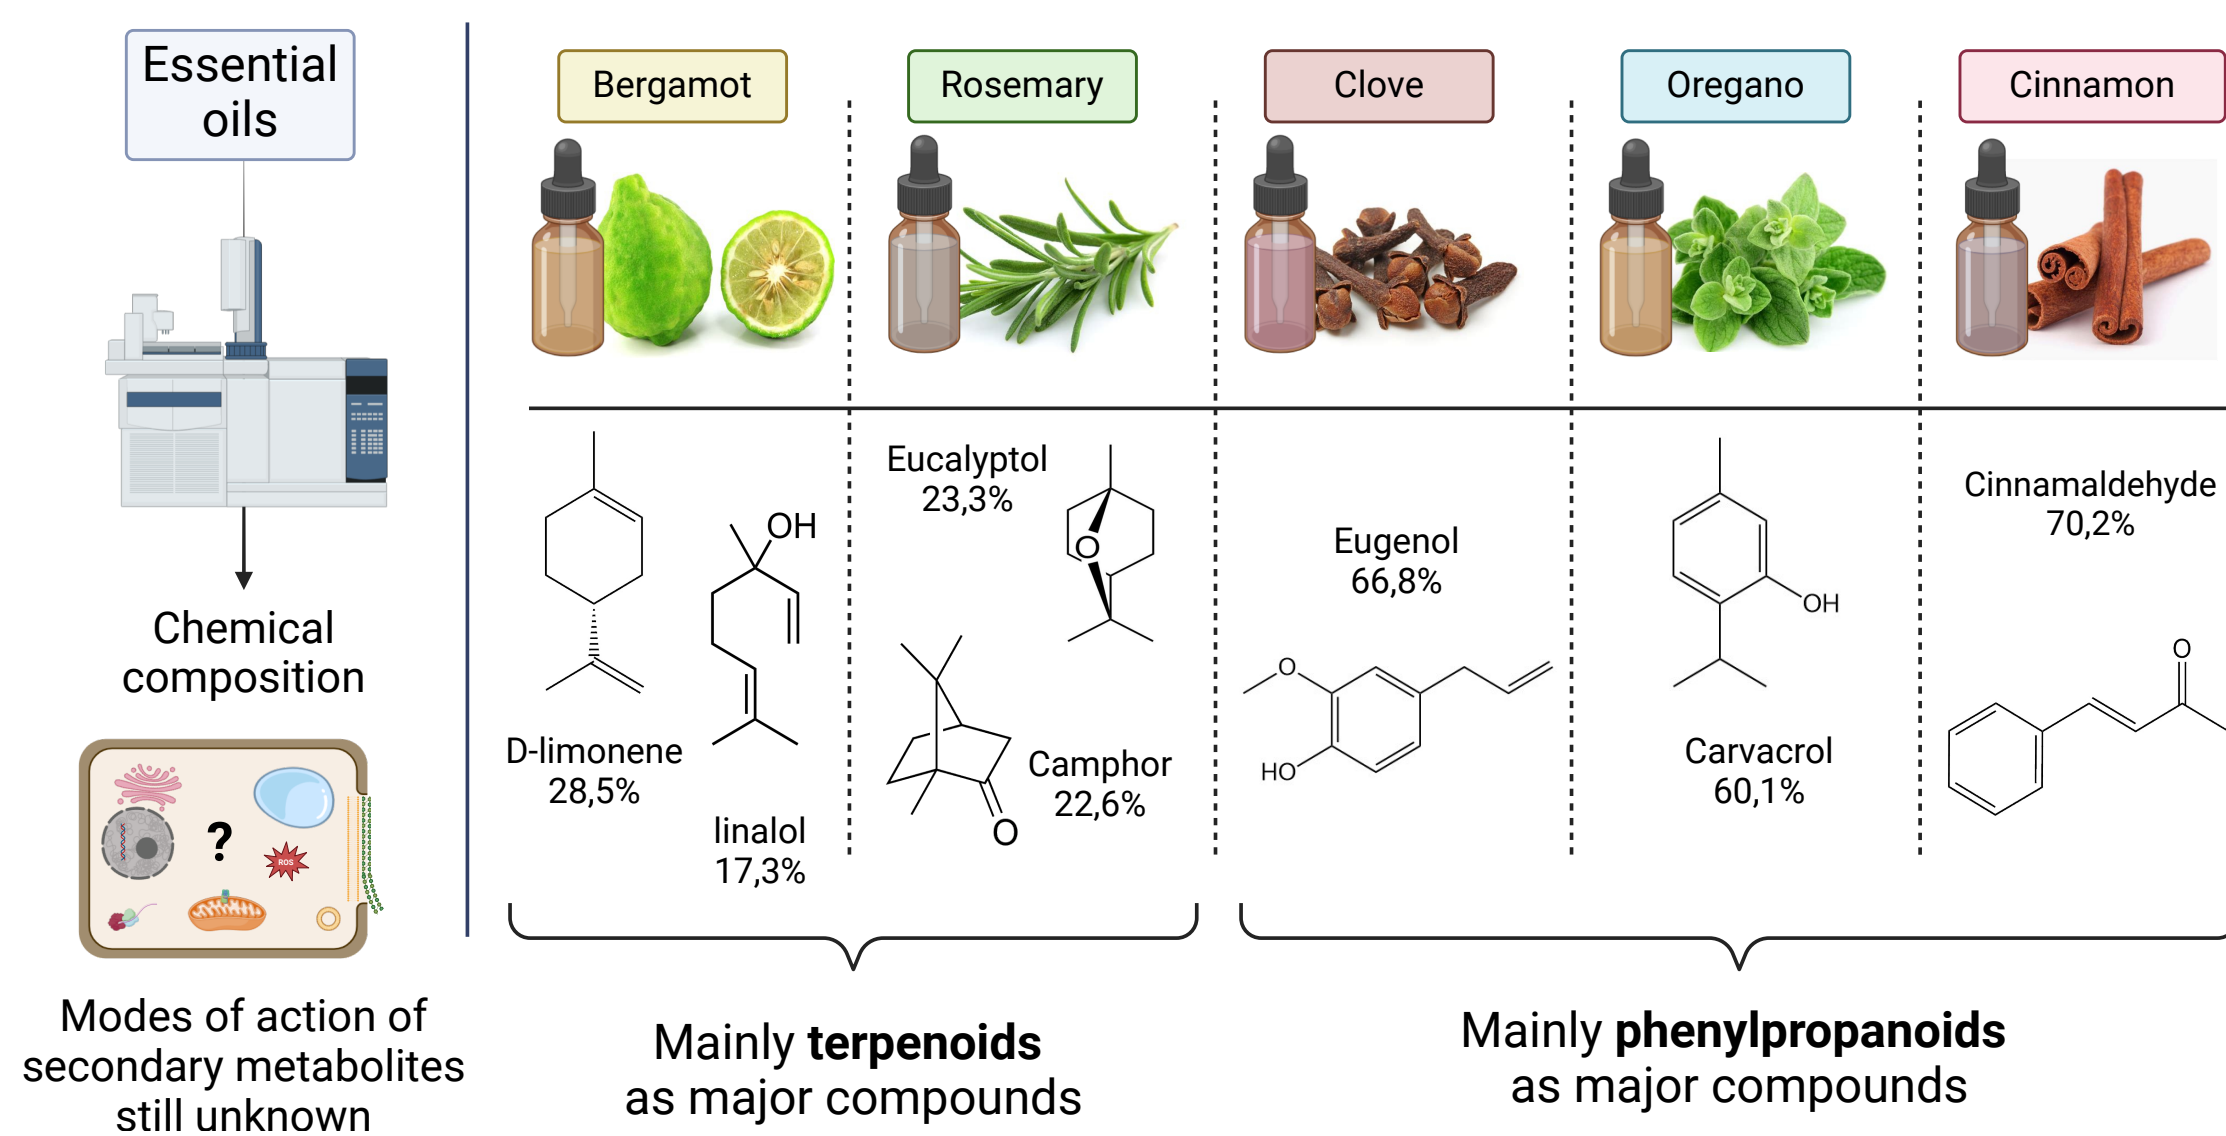 Essential
oils
Chemical
composition
?
ROS
Modes of action of
secondary metabolites
still unknown
Bergamot
Rosemary
Clove
Oregano
Cinnamon
OH
D-limonene
28,5%
linalol
17,3%
Eucalyptol
23,3%
O
Camphor
22,6%
O
Eugenol
66,8%
O
HO
OH
Carvacrol
60,1%
Cinnamaldehyde
70,2%
O
Mainly terpenoids
as major compounds
Mainly phenylpropanoids
as major compounds